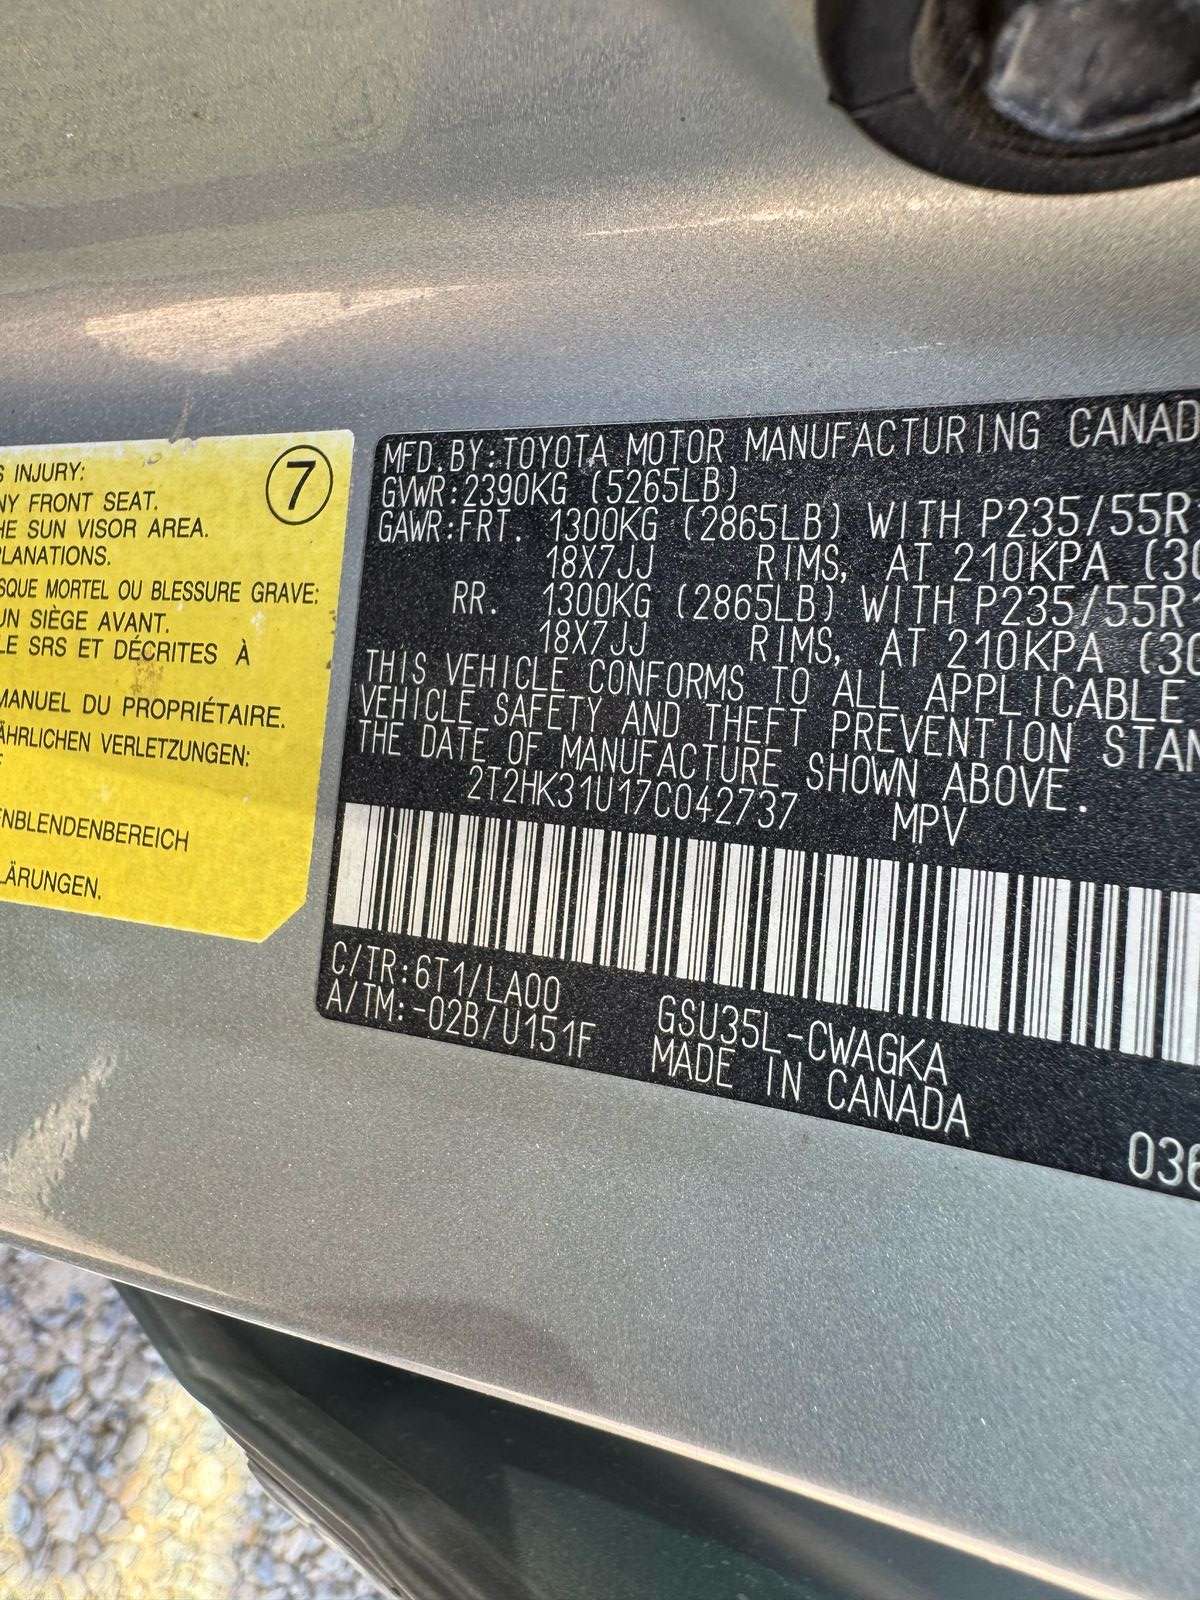 INJURY:
NY FRONT SEAT.
HE SUN VISOR AREA.
PLANATIONS.
SQUE MORTEL OU BLESSURE GRAVE:
UN SIÈGE AVANT.
LE SRS ET DÉCRITES À
MANUEL DU PROPRIÉTAIRE.
ÄHRLICHEN VERLETZUNGEN:
ENBLENDENBEREICH
LÄRUNGEN.
7
MFD.BY:TOYOTA MOTOR MANUFACTURING CANAD
GVWR:2390KG (5265LB)
GAWR:FRT. 1300KG (2865LB) WITH P235/55R
18X7JJ RIMS, AT 210KPA (30
RR. 1300KG (2865LB) WITH P235/55R
18X7JJ RIMS, AT 210KPA (30
THIS VEHICLE CONFORMS TO ALL APPLICABLE
VEHICLE SAFETY AND THEFT PREVENTION STAN
THE DATE OF MANUFACTURE SHOWN ABOVE.
2T2HK31U17C042737 MPV
C/TR:6T1/LA00
A/TM:-02B/U151F
GSU35L-CWAGKA
MADE IN CANADA
036